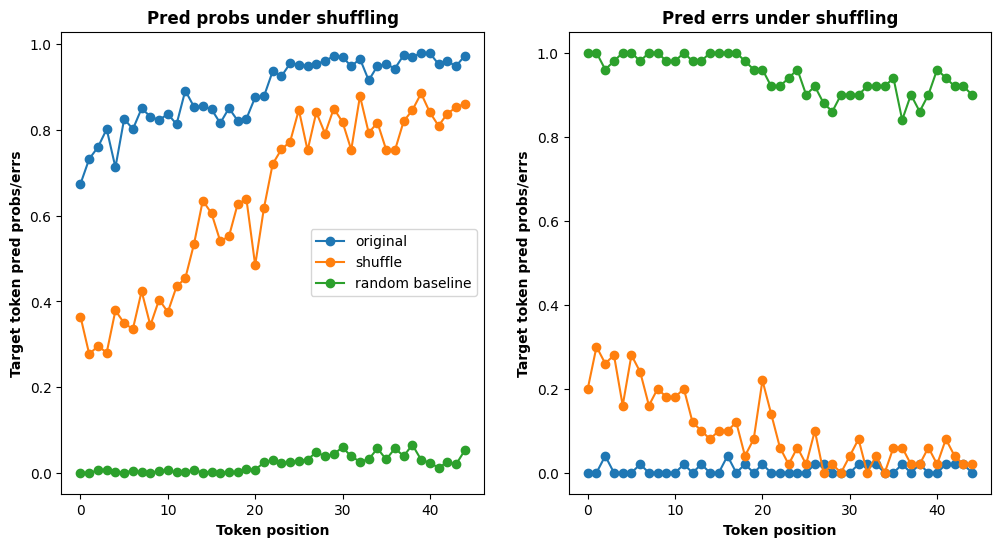 Pred probs under shuffling
Target token pred probs/errs
1.0
0.8
0.6
0.4
0.2
0.0
0
10
20
30
40
Token position
original
shuffle
random baseline
Pred errs under shuffling
Target token pred probs/errs
1.0
0.8
0.6
0.4
0.2
0.0
0
10
20
30
40
Token position